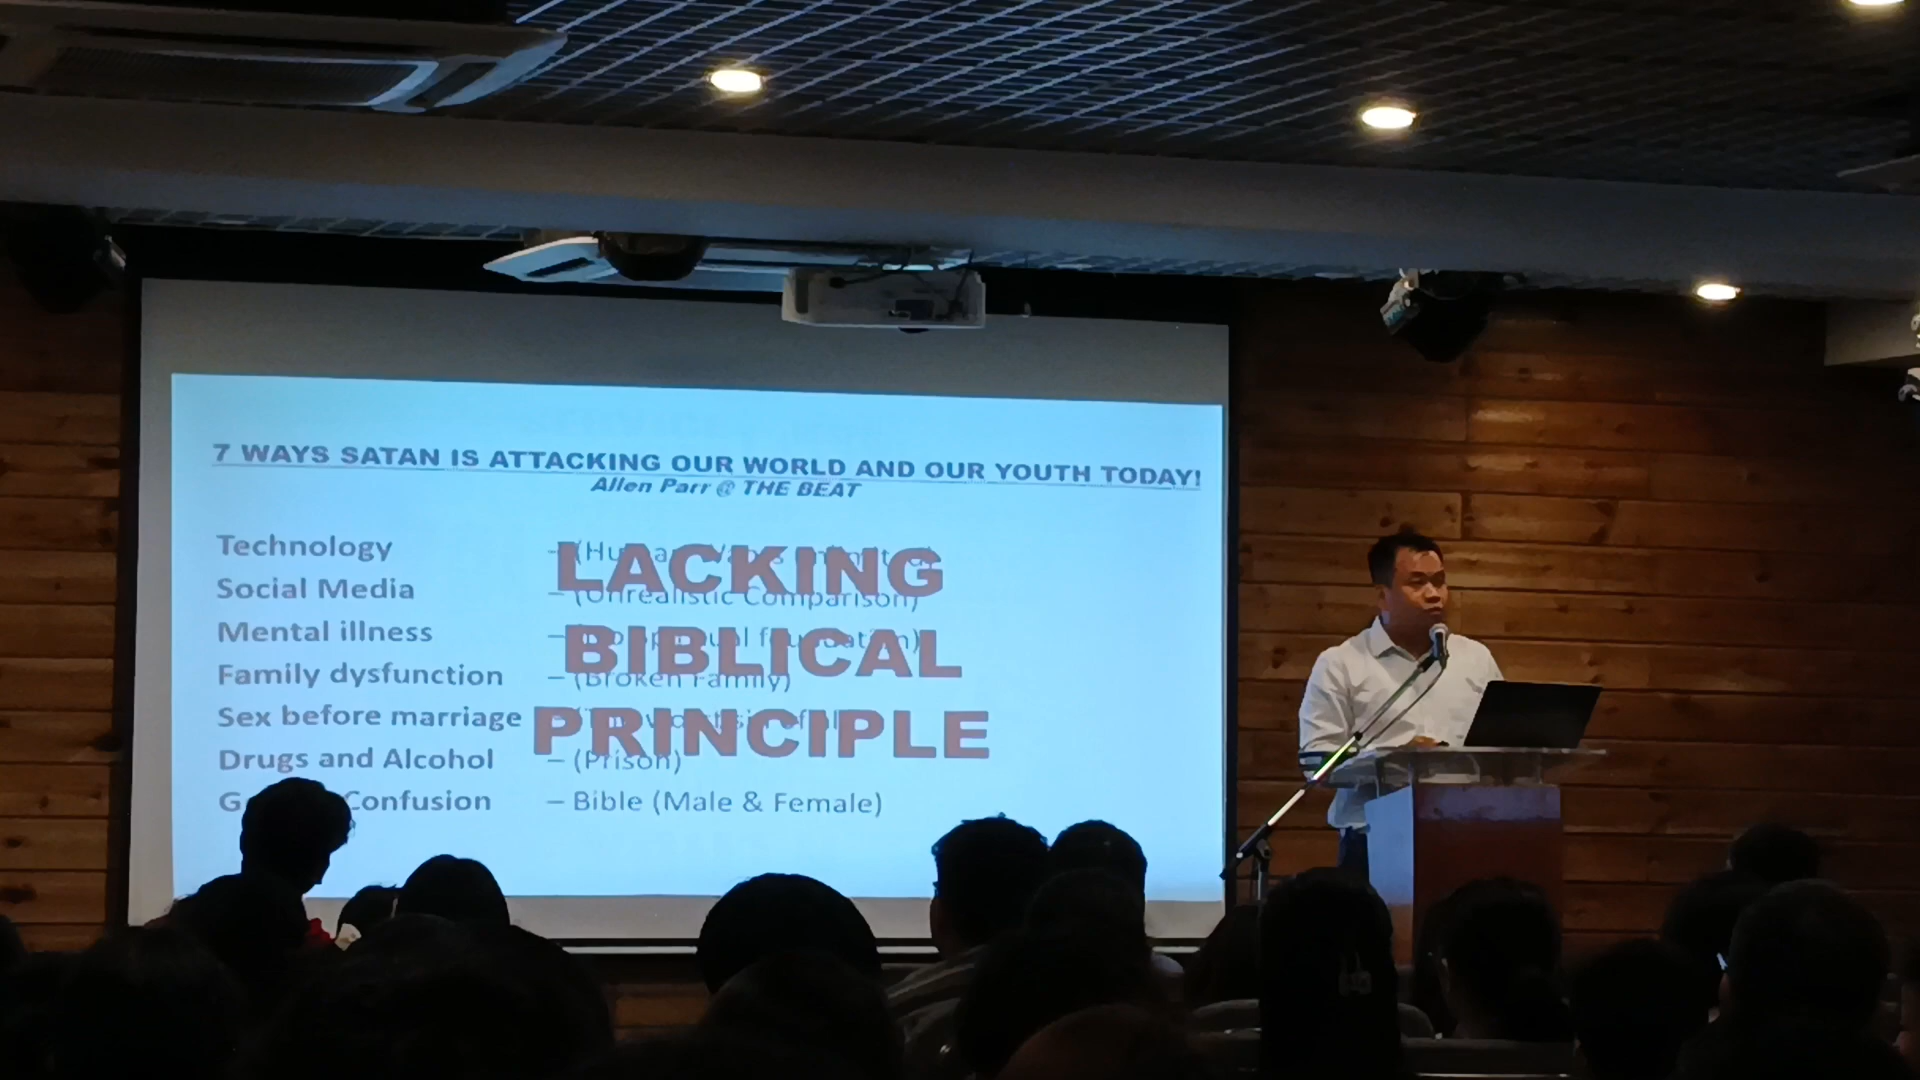 7 WAYS SATAN IS ATTACKING OUR WORLD AND OUR YOUTH TODAY!
Allen Parr @ THE BEAT
Technology
Social Media – (Unrealistic Comparison)
Mental illness
Family dysfunction – (Broken Family)
Sex before marriage
Drugs and Alcohol – (Prison)
Confusion – Bible (Male & Female)
LACKING
BIBLICAL
PRINCIPLE